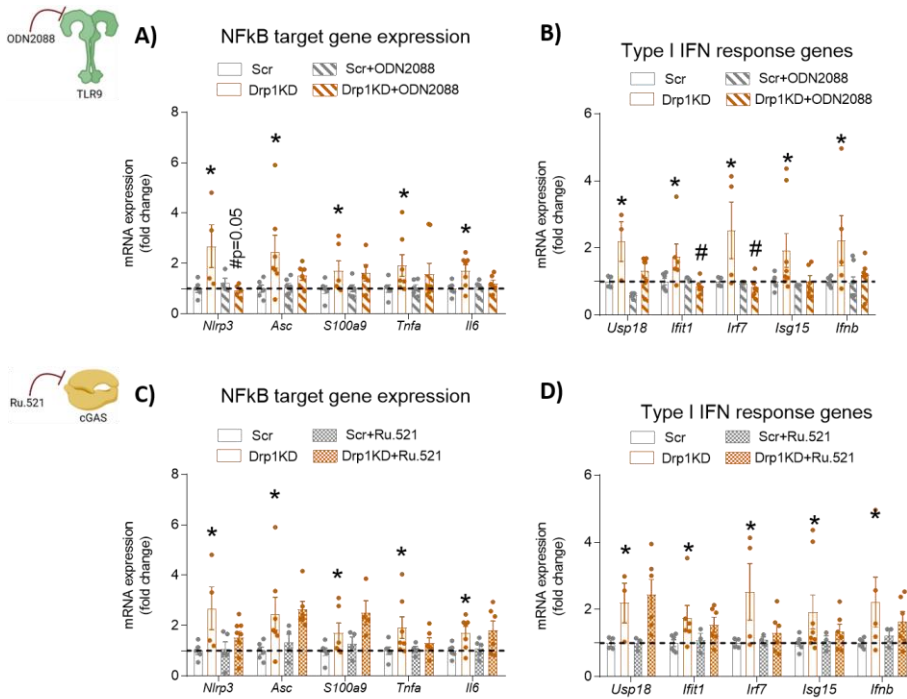 ODN2088
TLR9
A)
NFkB target gene expression
Scr
Scr+ODN2088
Drp1KD
Drp1KD+ODN2088
mRNA expression
(fold change)
8
6
4
2
0
*
*
*
*
*
#p=0.05
Nlrp3
Asc
S100a9
Tnfa
Il6
B)
Type I IFN response genes
Scr
Scr+ODN2088
Drp1KD
Drp1KD+ODN2088
mRNA expression
(fold change)
6
4
2
1
0
*
*
*
*
*
#
#
Usp18
Ifit1
Irf7
Isg15
Ifnb
Ru.521
cGAS
C)
NFkB target gene expression
Scr
Scr+Ru.521
Drp1KD
Drp1KD+Ru.521
mRNA expression
(fold change)
8
6
4
2
0
*
*
*
*
*
Nlrp3
Asc
S100a9
Tnfa
Il6
D)
Type I IFN response genes
Scr
Scr+Ru.521
Drp1KD
Drp1KD+Ru.521
mRNA expression
(fold change)
6
4
2
1
0
*
*
*
*
*
Usp18
Ifit1
Irf7
Isg15
Ifnb